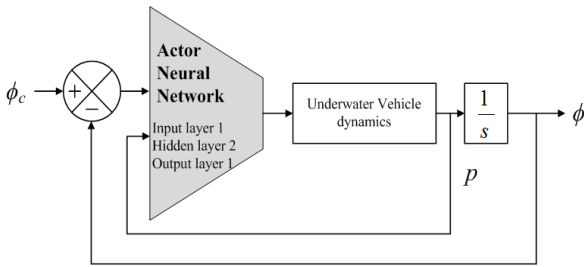 Actor
Neural
Network
Input layer 1
Hidden layer 2
Output layer 1
ϕc
+
−
Underwater Vehicle
dynamics
1
s
ϕ
p